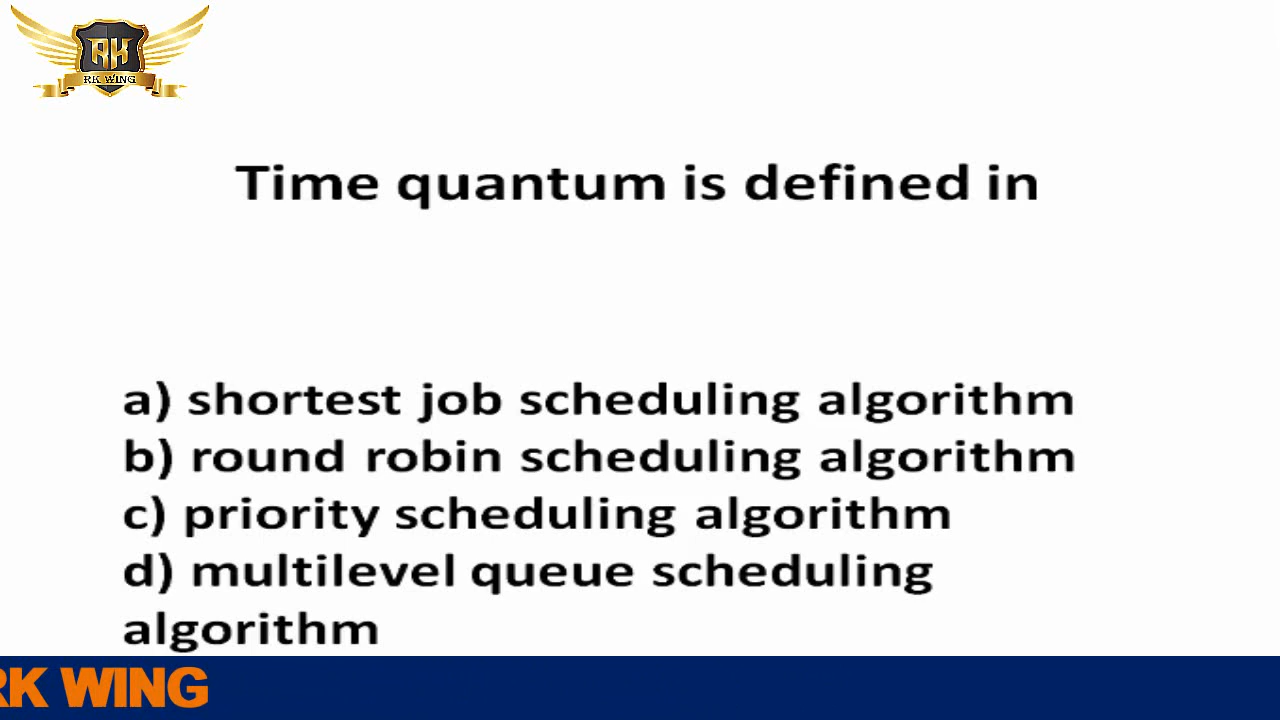 RK
RK WING
Time quantum is defined in
a) shortest job scheduling algorithm
b) round robin scheduling algorithm
c) priority scheduling algorithm
d) multilevel queue scheduling
algorithm
RK WING